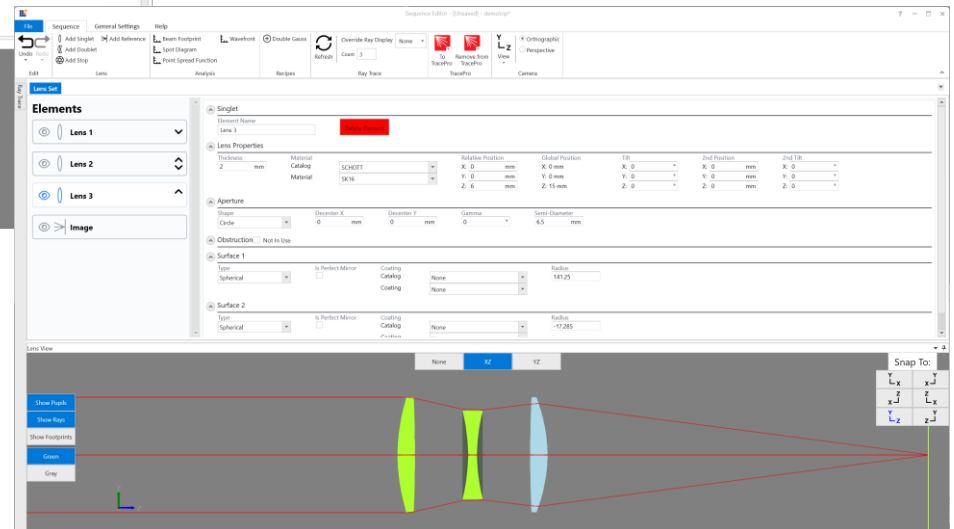 Sequence Editor - [Unsaved] - demotrip*
File Sequence General Settings Help
Undo Redo
Add Singlet Add Reference
Add Doublet
Add Stop
Beam Footprint Wavefront
Spot Diagram
Point Spread Function
Double Gauss
Refresh
Override Ray Display None
Count 3
To TracePro
Remove from TracePro
Y Z
View
Orthographic
Perspective
Edit Lens Analysis Recipes Ray Trace TracePro Camera
Ray Trace
Lens Set
Elements
Lens 1
Lens 2
Lens 3
Image
Singlet
Element Name
Lens 3
Lens Properties
Thickness Material Relative Position Global Position Tilt 2nd Position 2nd Tilt
2 mm Catalog SCHOTT X: 0 mm X: 0 mm X: 0 ° X: 0 mm X: 0 °
Material SK16 Y: 0 mm Y: 0 mm Y: 0 ° Y: 0 mm Y: 0 °
Z: 6 mm Z: 15 mm Z: 0 ° Z: 0 mm Z: 0 °
Aperture
Shape Decenter X Decenter Y Gamma Semi-Diameter
Circle 0 mm 0 mm 0 ° 6.5 mm
Obstruction Not In Use
Surface 1
Type Is Perfect Mirror Coating Radius
Spherical Catalog None 141.25
Coating None
Surface 2
Type Is Perfect Mirror Coating Radius
Spherical Catalog None -17.285
Coating
Lens View
None XZ YZ
Snap To:
Y X X Y
Z X Z X
Y Z Z Y
Show Pupils
Show Rays
Show Footprints
Green
Gray
Y